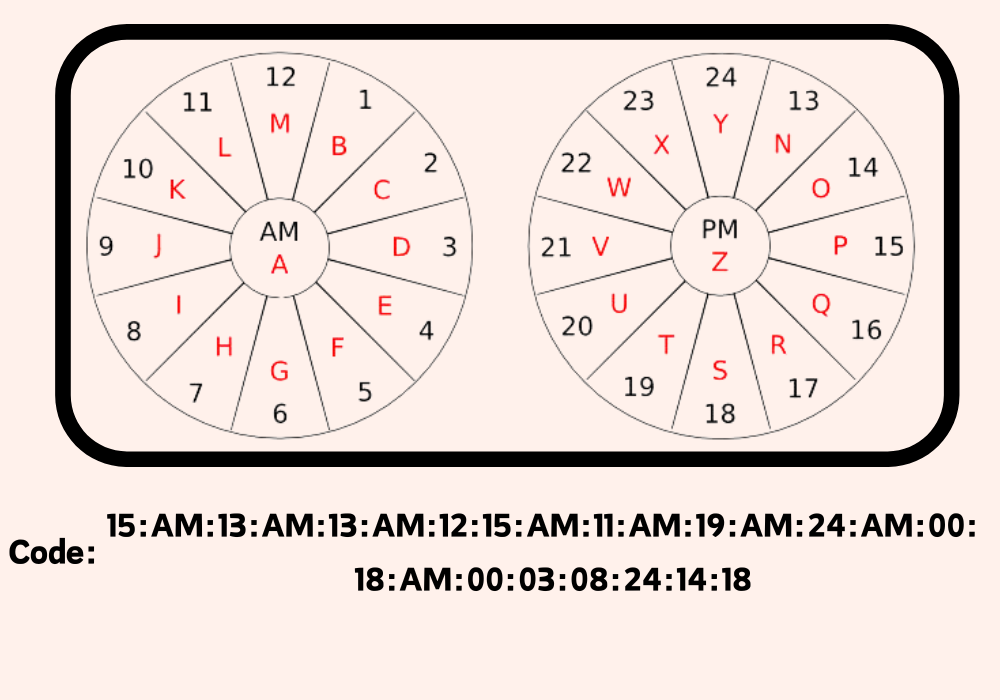 12
11 1
M
L B
10 2
K C
9 J AM D 3
A
I E
8 4
H F
G
7 5
6
24
23 13
Y
X N
22 14
W O
21 V PM P 15
Z
U Q
20 16
T R
S
19 17
18
Code:
15:AM:13:AM:13:AM:12:15:AM:11:AM:19:AM:24:AM:00:
18:AM:00:03:08:24:14:18